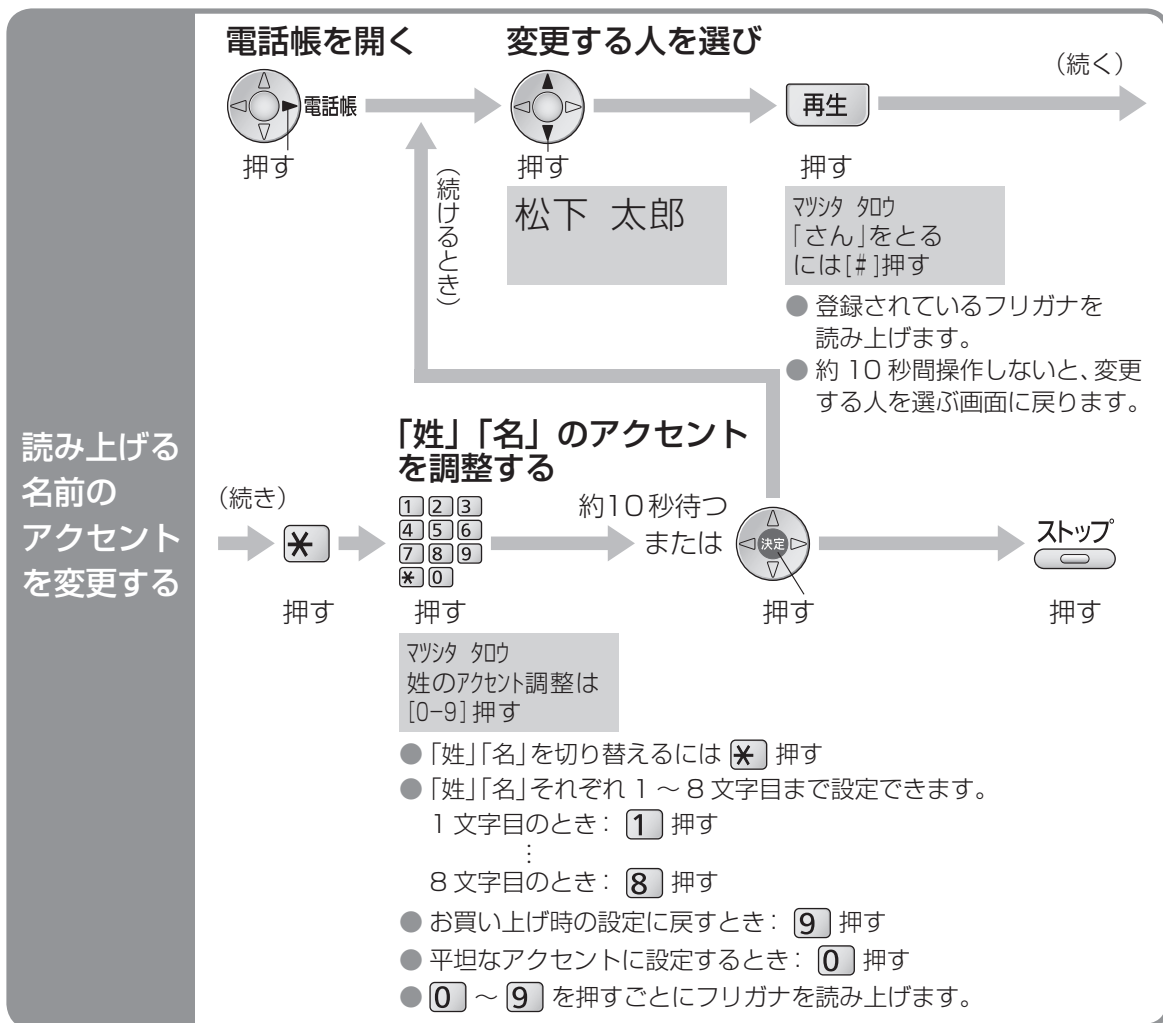 読み上げる
名前の
アクセント
を変更する
電話帳を開く
電話帳
押す
変更する人を選び
押す
松下 太郎
再生
押す
(続く)
マツシタ タロウ
「さん」をとる
には[#]押す
● 登録されているフリガナを
読み上げます。
● 約 10 秒間操作しないと、変更
する人を選ぶ画面に戻ります。
(続けるとき)
(続き)
*
押す
「姓」「名」のアクセント
を調整する
1 2 3
4 5 6
7 8 9
* 0
押す
約10秒待つ
または
決定
押す
ストップ
押す
マツシタ タロウ
姓のアクセント調整は
[0-9]押す
● 「姓」「名」を切り替えるには * 押す
● 「姓」「名」それぞれ 1 ~ 8 文字目まで設定できます。
1 文字目のとき: 1 押す
…
8 文字目のとき: 8 押す
● お買い上げ時の設定に戻すとき: 9 押す
● 平坦なアクセントに設定するとき: 0 押す
● 0 ~ 9 を押すごとにフリガナを読み上げます。